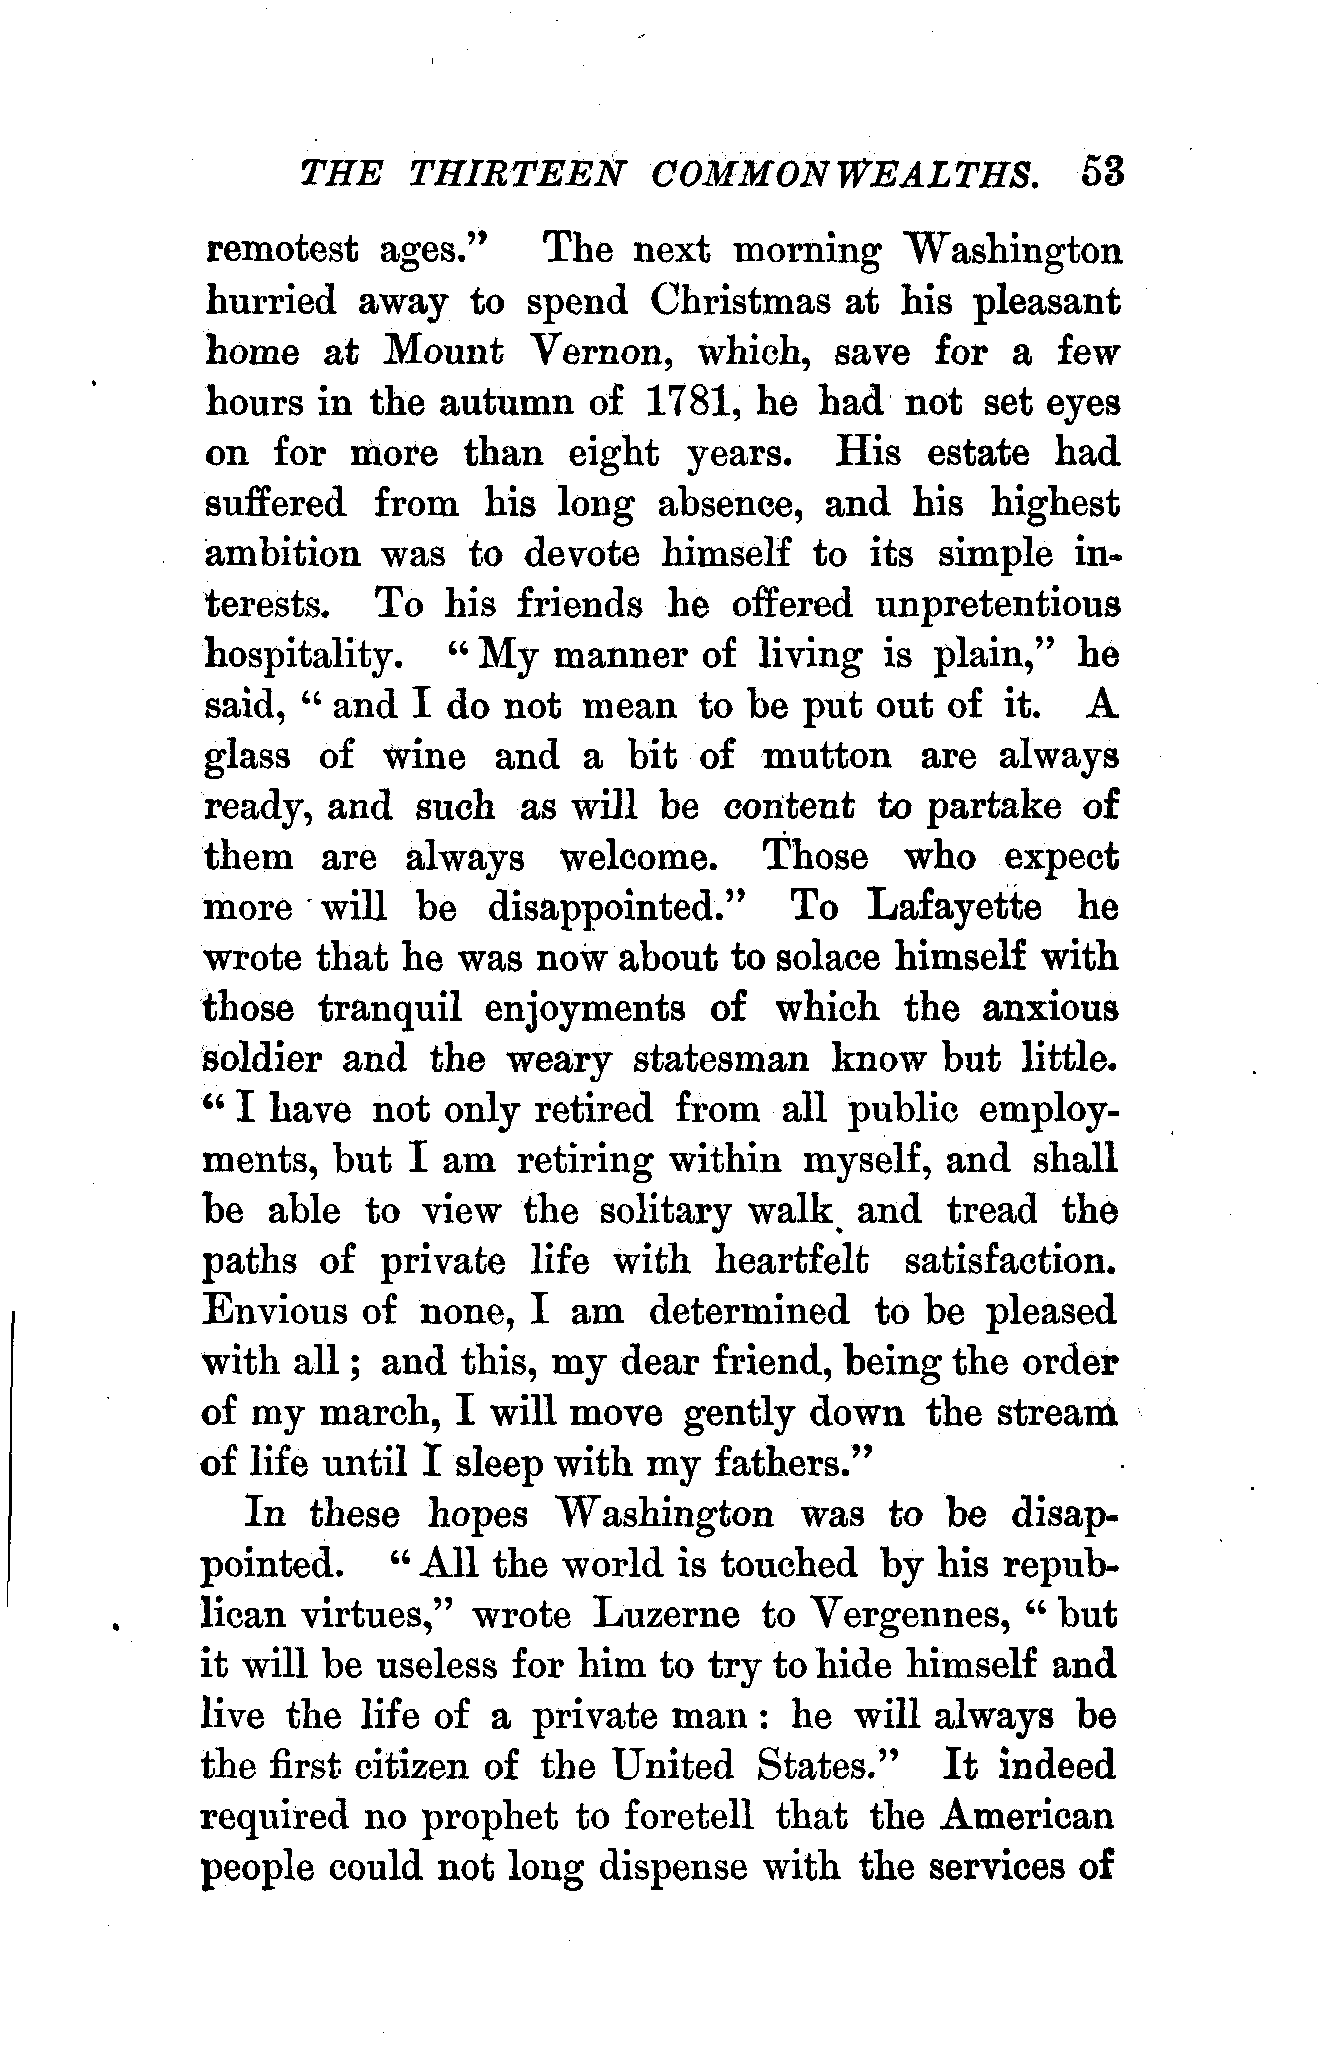 THE THIRTEEN COMMONWEALTHS. 53
remotest ages." The next morning Washington
hurried away to spend Christmas at his pleasant
home at Mount Vernon, which, save for a few
hours in the autumn of 1781, he had not set eyes
on for more than eight years. His estate had
suffered from his long absence, and his highest
ambition was to devote himself to its simple in-
terests. To his friends he offered unpretentious
hospitality. "My manner of living is plain," he
said, "and I do not mean to be put out of it. A
glass of wine and a bit of mutton are always
ready, and such as will be content to partake of
them are always welcome. Those who expect
more will be disappointed." To Lafayette he
wrote that he was now about to solace himself with
those tranquil enjoyments of which the anxious
soldier and the weary statesman know but little.
"I have not only retired from all public employ-
ments, but I am retiring within myself, and shall
be able to view the solitary walk and tread the
paths of private life with heartfelt satisfaction.
Envious of none, I am determined to be pleased
with all; and this, my dear friend, being the order
of my march, I will move gently down the stream
of life until I sleep with my fathers."
In these hopes Washington was to be disap-
pointed. "All the world is touched by his repub-
lican virtues," wrote Luzerne to Vergennes, "but
it will be useless for him to try to hide himself and
live the life of a private man: he will always be
the first citizen of the United States." It indeed
required no prophet to foretell that the American
people could not long dispense with the services of